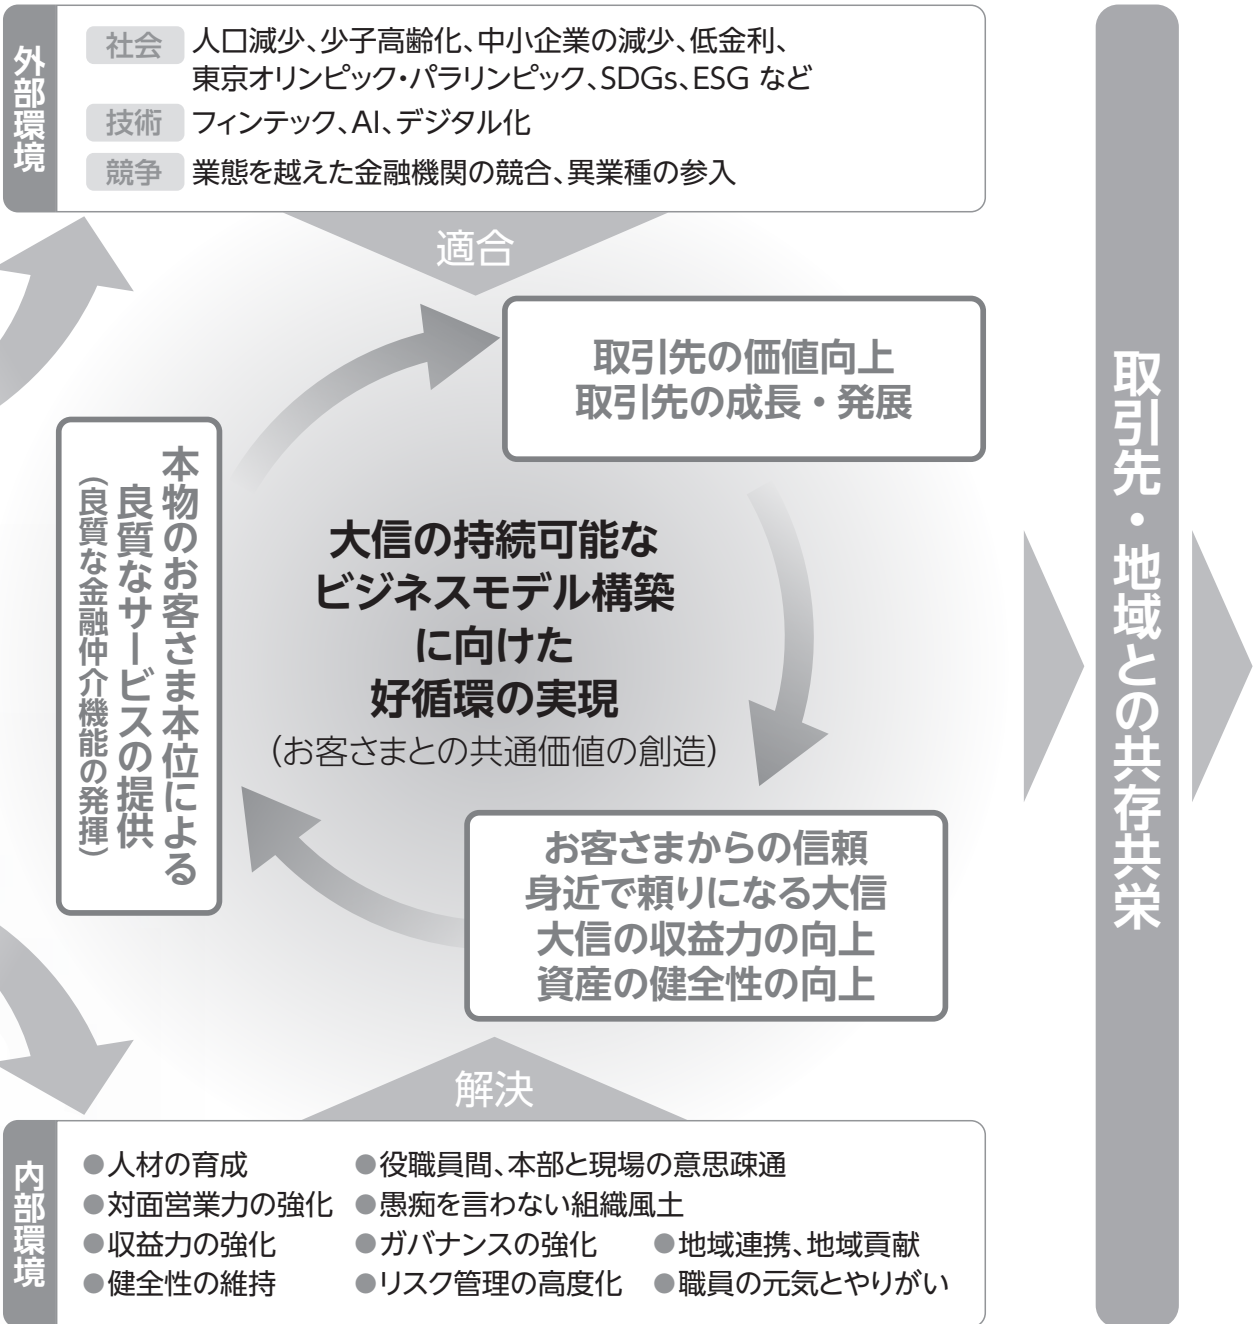 外部環境
社会 人口減少、少子高齢化、中小企業の減少、低金利、
東京オリンピック・パラリンピック、SDGs、ESG など
技術 フィンテック、AI、デジタル化
競争 業態を越えた金融機関の競合、異業種の参入
適合
取引先の価値向上
取引先の成長・発展
本物のお客さま本位による
良質なサービスの提供
(良質な金融仲介機能の発揮)
大信の持続可能な
ビジネスモデル構築
に向けた
好循環の実現
(お客さまとの共通価値の創造)
お客さまからの信頼
身近で頼りになる大信
大信の収益力の向上
資産の健全性の向上
解決
内部環境
●人材の育成 ●役職員間、本部と現場の意思疎通
●対面営業力の強化 ●愚痴を言わない組織風土
●収益力の強化 ●ガバナンスの強化 ●地域連携、地域貢献
●健全性の維持 ●リスク管理の高度化 ●職員の元気とやりがい
取引先・地域との共存共栄